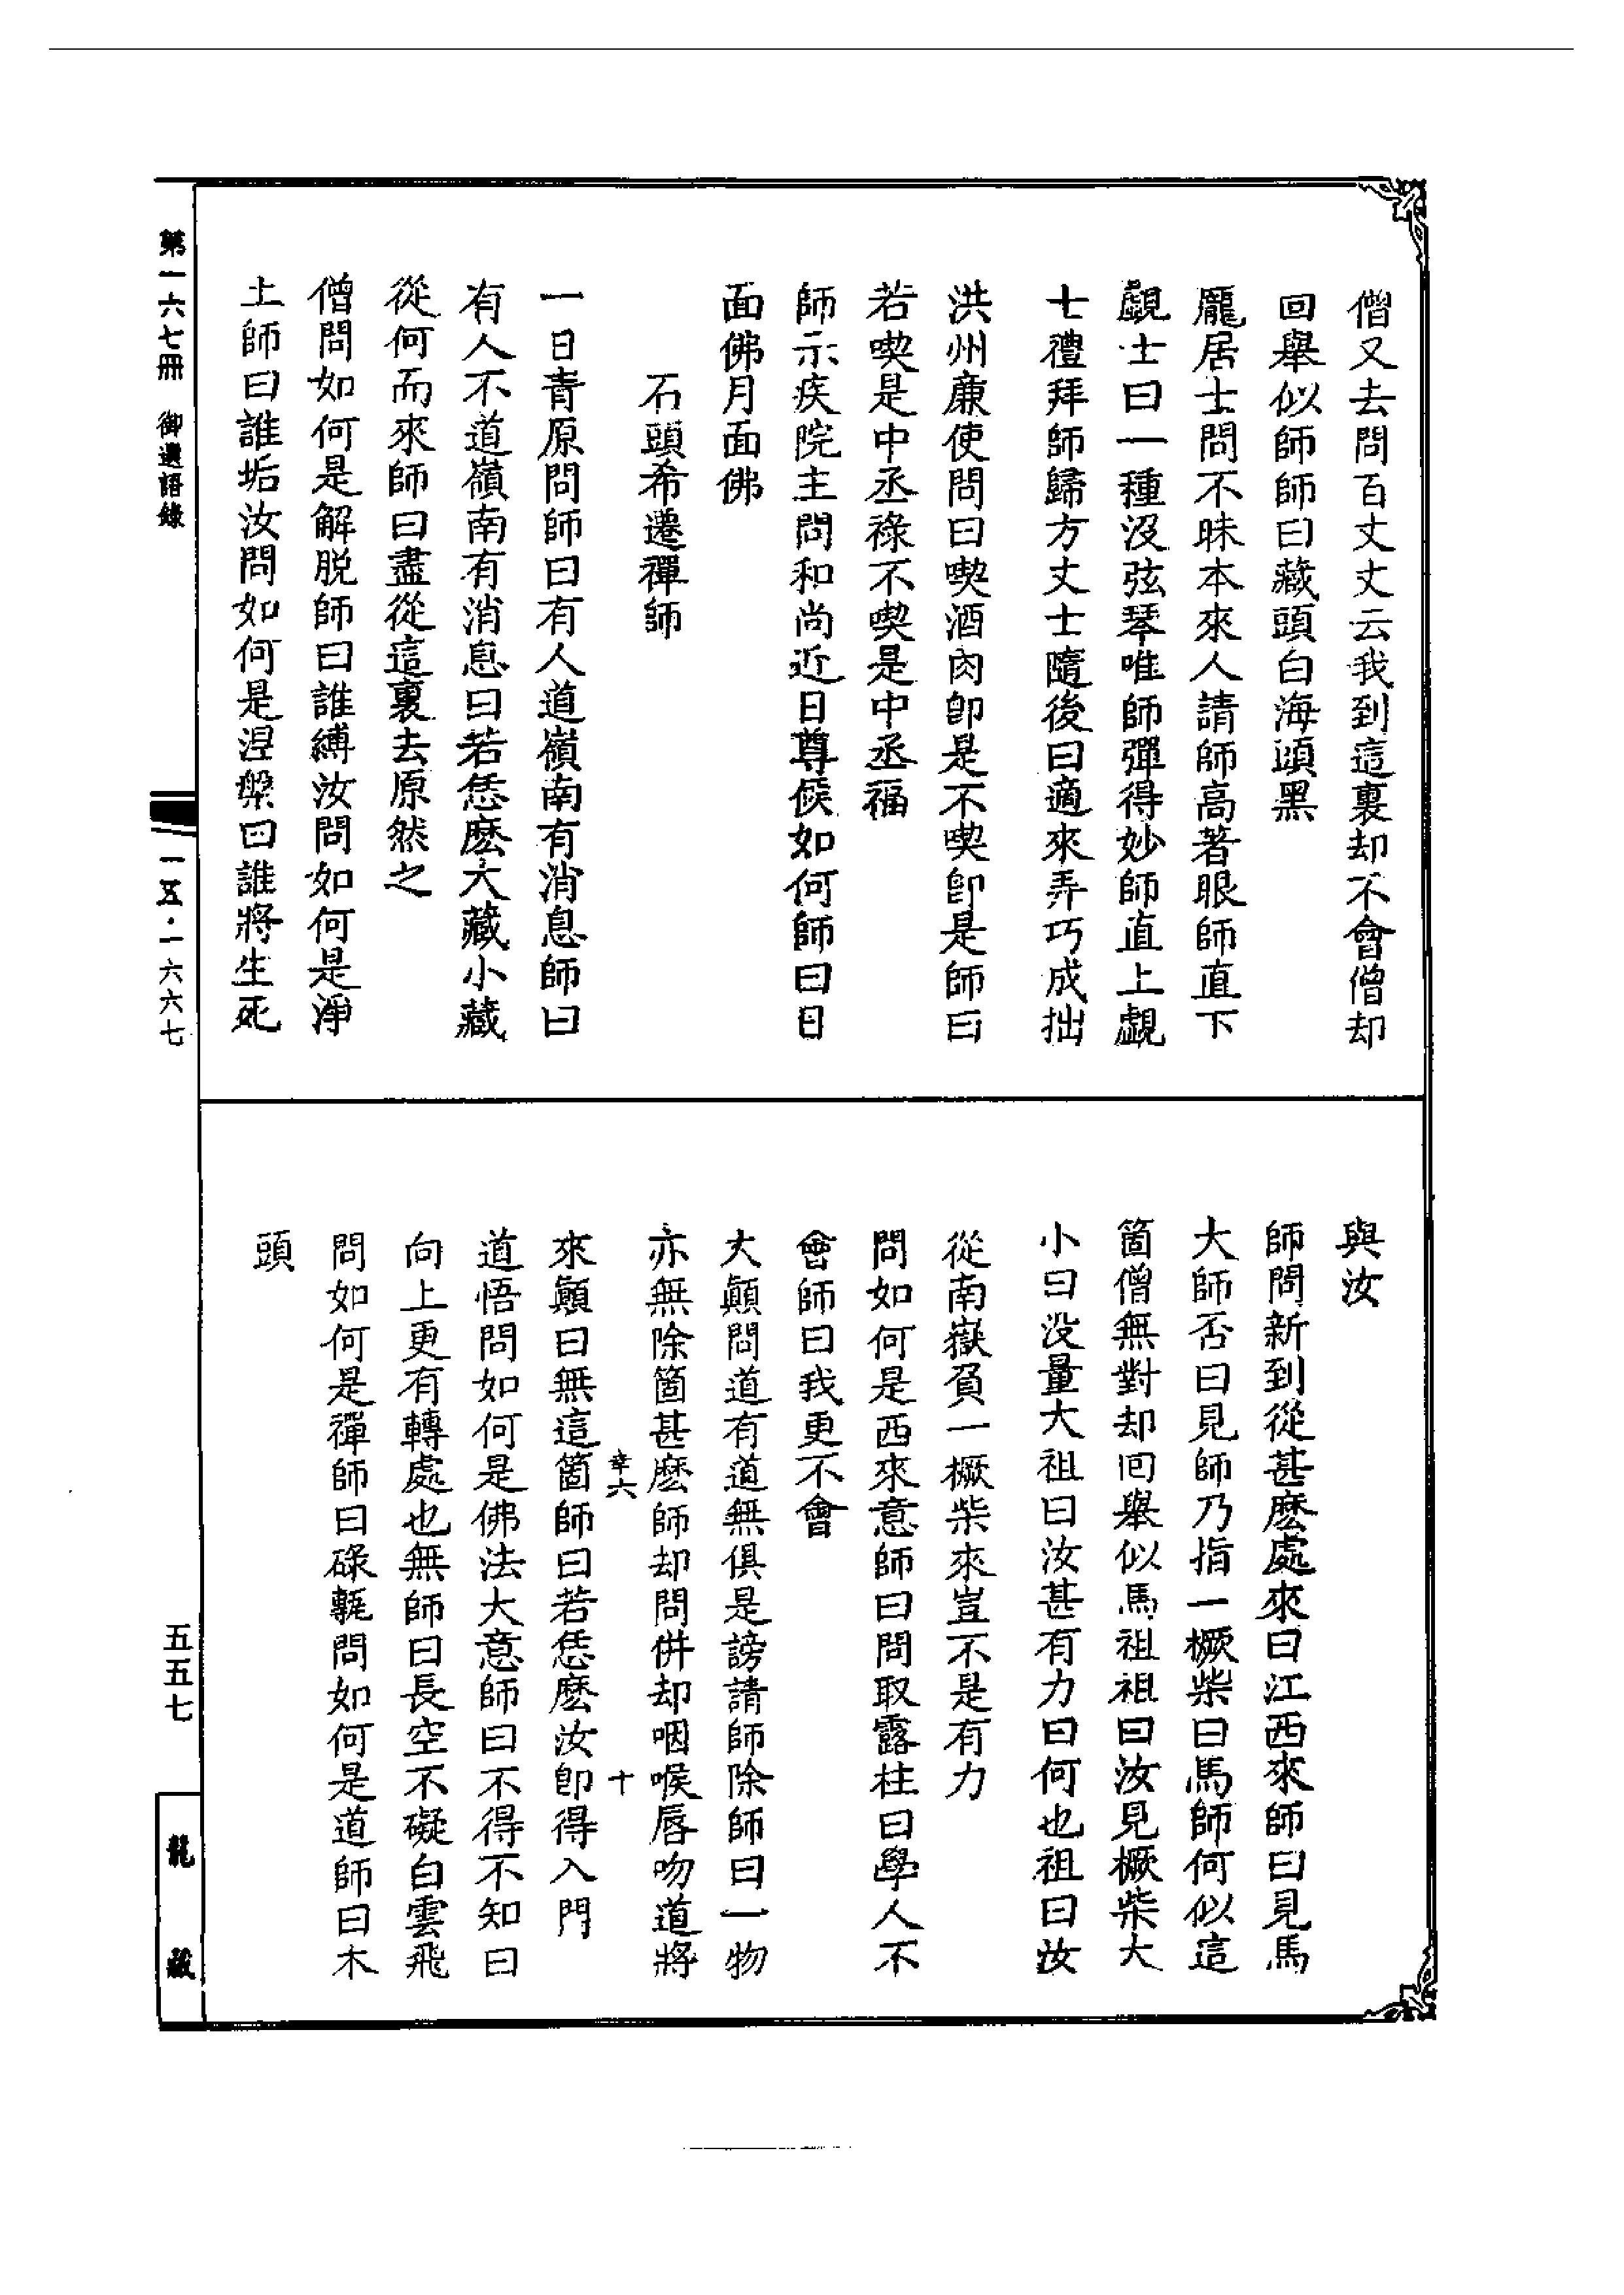 僧又去問百丈丈云我到這裏却不會僧却
回舉似師師曰藏頭白海頭黑
龐居士問不昧本來人請師高著眼師直下
覷士曰一種沒弦琴唯師彈得妙師直上覷
士禮拜師歸方丈士隨後曰適來弄巧成拙
洪州廉使問曰喫酒肉卽是不喫卽是師曰
若喫是中丞祿不喫是中丞福
師示疾院主問和尚近日尊候如何師曰日
面佛月面佛
石頭希遷禪師
一日青原問師曰有人道嶺南有消息師曰
有人不道嶺南有消息曰若恁麽大藏小藏
從何而來師曰盡從這裏去原然之
僧問如何是解脫師曰誰縛汝問如何是淨
土師曰誰垢汝問如何是涅槃曰誰將生死
與汝
師問新到從甚麽處來曰江西來師曰見馬
大師否曰見師乃指一橛柴曰馬師何似這
箇僧無對却回舉似馬祖祖曰汝見橛柴大
小曰没量大祖曰汝甚有力曰何也祖曰汝
從南嶽負一橛柴來豈不是有力
問如何是西來意師曰問取露柱曰學人不
會師曰我更不會
大顚問道有道無俱是謗請師除師曰一物
亦無除箇甚麽師却問併却咽喉唇吻道將
幸六 十
來顚曰無這箇師曰若恁麽汝卽得入門
道悟問如何是佛法大意師曰不得不知曰
向上更有轉處也無師曰長空不礙白雲飛
問如何是禪師曰碌甎問如何是道師曰木
頭
第一六七冊 御選語錄
一五·一六六七
五五七
龍藏